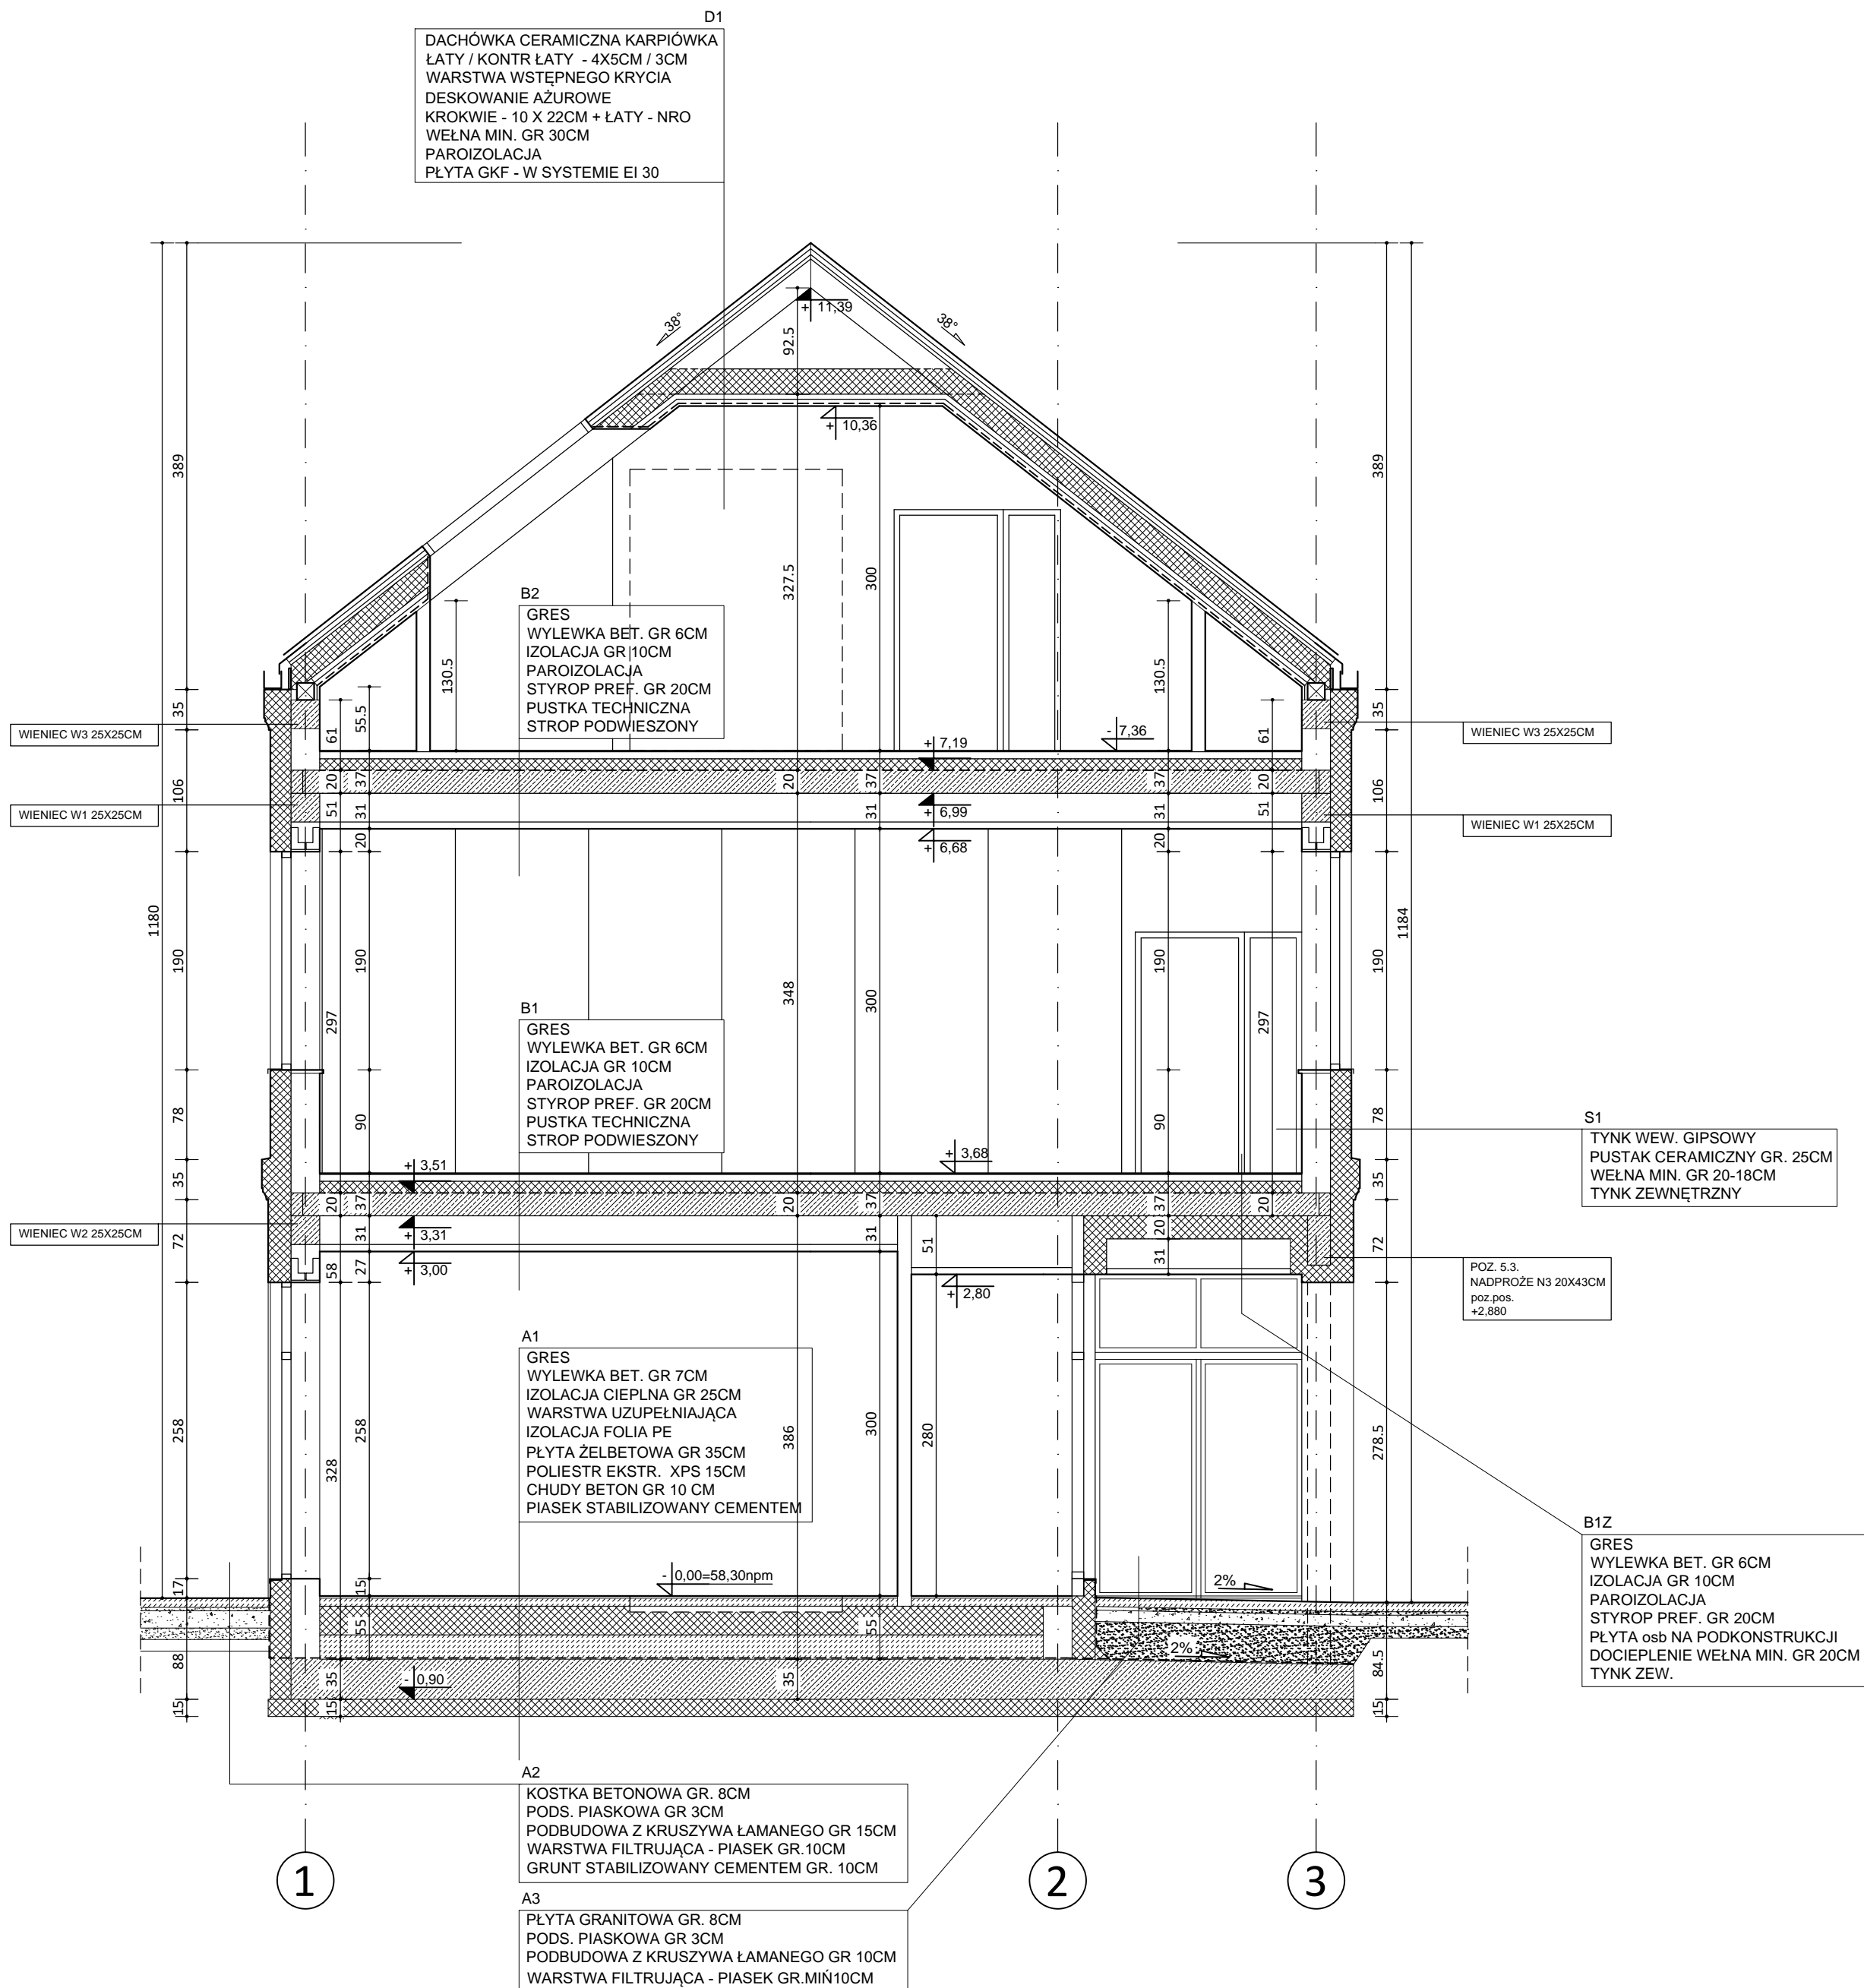 D1
DACHÓWKA CERAMICZNA KARPIÓWKA
ŁATY / KONTR ŁATY - 4X5CM / 3CM
WARSTWA WSTĘPNEGO KRYCIA
DESKOWANIE AŻUROWE
KROKWIE - 10 X 22CM + ŁATY - NRO
WEŁNA MIN. GR 30CM
PAROIZOLACJA
PŁYTA GKF - W SYSTEMIE EI 30
+ 11,39
38°
38°
92.5
+ 10,36
389
389
327.5
300
130.5
130.5
B2
GRES
WYLEWKA BET. GR 6CM
IZOLACJA GR 10CM
PAROIZOLACJA
STYROP PREF. GR 20CM
PUSTKA TECHNICZNA
STROP PODWIESZONY
35
61
55.5
61
35
WIENIEC W3 25X25CM
WIENIEC W3 25X25CM
- 7,36
+ 7,19
106
20
37
20
37
37
20
106
WIENIEC W1 25X25CM
51
31
31
31
51
+ 6,99
WIENIEC W1 25X25CM
20
+ 6,68
20
1180
190
297
190
348
300
190
297
190
1184
B1
GRES
WYLEWKA BET. GR 6CM
IZOLACJA GR 10CM
PAROIZOLACJA
STYROP PREF. GR 20CM
PUSTKA TECHNICZNA
STROP PODWIESZONY
78
90
90
78
S1
TYNK WEW. GIPSOWY
PUSTAK CERAMICZNY GR. 25CM
WEŁNA MIN. GR 20-18CM
TYNK ZEWNĘTRZNY
+ 3,51
+ 3,68
35
35
20
37
20
37
37
20
WIENIEC W2 25X25CM
72
31
+ 3,31
31
51
20
72
58
27
+ 3,00
31
+ 2,80
POZ. 5.3.
NADPROŻE N3 20X43CM
poz.pos.
+2,880
A1
GRES
WYLEWKA BET. GR 7CM
IZOLACJA CIEPLNA GR 25CM
WARSTWA UZUPEŁNIAJĄCA
IZOLACJA FOLIA PE
PŁYTA ŻELBETOWA GR 35CM
POLIESTR EKSTR. XPS 15CM
CHUDY BETON GR 10 CM
PIASEK STABILIZOWANY CEMENTEM
258
328
258
386
300
280
278.5
B1Z
GRES
WYLEWKA BET. GR 6CM
IZOLACJA GR 10CM
PAROIZOLACJA
STYROP PREF. GR 20CM
PŁYTA osb NA PODKONSTRUKCJI
DOCIEPLENIE WEŁNA MIN. GR 20CM
TYNK ZEW.
17
15
- 0,00=58,30npm
2%
55
55
2%
88
35
- 0,90
35
84.5
15
15
15
A2
KOSTKA BETONOWA GR. 8CM
PODS. PIASKOWA GR 3CM
PODBUDOWA Z KRUSZYWA ŁAMANEGO GR 15CM
WARSTWA FILTRUJĄCA - PIASEK GR.10CM
GRUNT STABILIZOWANY CEMENTEM GR. 10CM
1
2
3
A3
PŁYTA GRANITOWA GR. 8CM
PODS. PIASKOWA GR 3CM
PODBUDOWA Z KRUSZYWA ŁAMANEGO GR 10CM
WARSTWA FILTRUJĄCA - PIASEK GR.MIŃ10CM